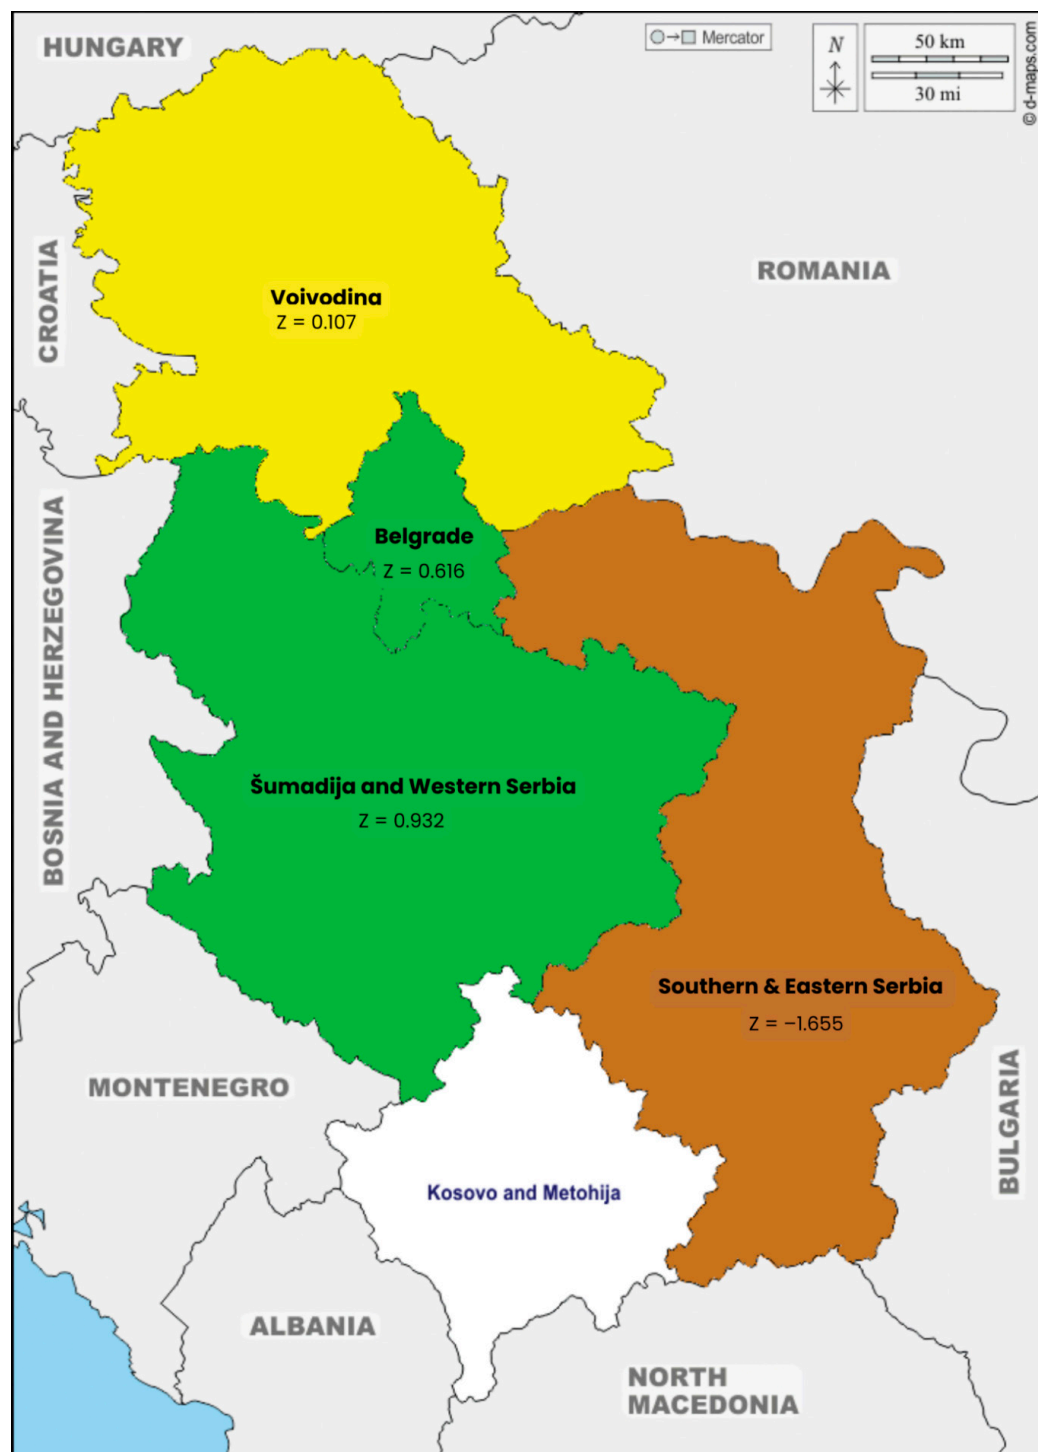 HUNGARY
Mercator
N
50 km
30 mi
© d-maps.com
CROATIA
ROMANIA
Voivodina
Z = 0.107
BOSNIA AND HERZEGOVINA
Belgrade
Z = 0.616
Šumadija and Western Serbia
Z = 0.932
Southern & Eastern Serbia
Z = −1.655
MONTENEGRO
BULGARIA
Kosovo and Metohija
ALBANIA
NORTH
MACEDONIA